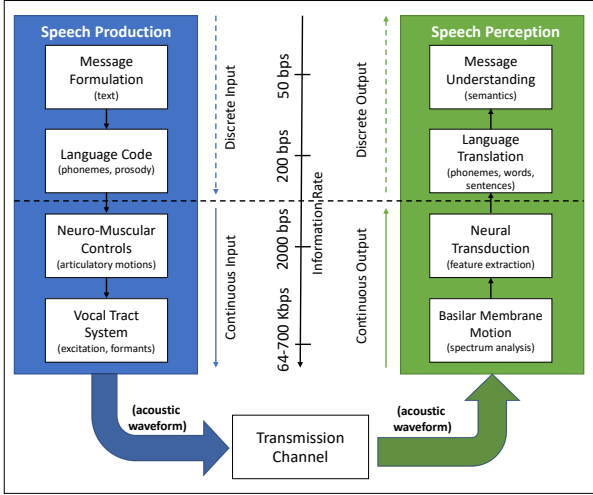 Speech Production
Message
Formulation
(text)
Language Code
(phonemes, prosody)
Neuro-Muscular
Controls
(articulatory motions)
Vocal Tract
System
(excitation, formants)
Discrete Input
Continuous Input
50 bps
200 bps
2000 bps
64-700 Kbps
Information Rate
Discrete Output
Continuous Output
Speech Perception
Message
Understanding
(semantics)
Language
Translation
(phonemes, words,
sentences)
Neural
Transduction
(feature extraction)
Basilar Membrane
Motion
(spectrum analysis)
(acoustic
waveform)
Transmission
Channel
(acoustic
waveform)